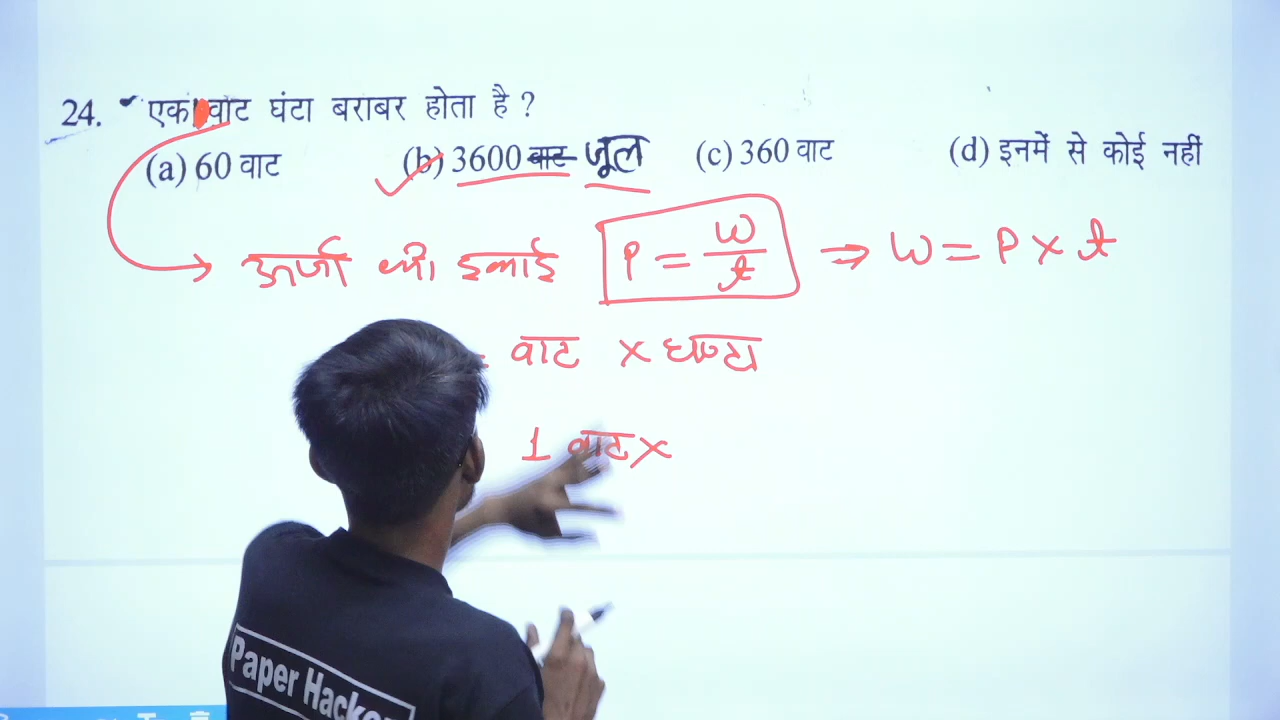 24. एक वाट घंटा बराबर होता है ?
(a) 60 वाट (b) 3600 वाट जूल (c) 360 वाट (d) इनमें से कोई नहीं
ऊर्जा की इकाई P = W/t ⇒ W = P × t
= वाट × घण्टा
1 वाट ×
Paper Hacker